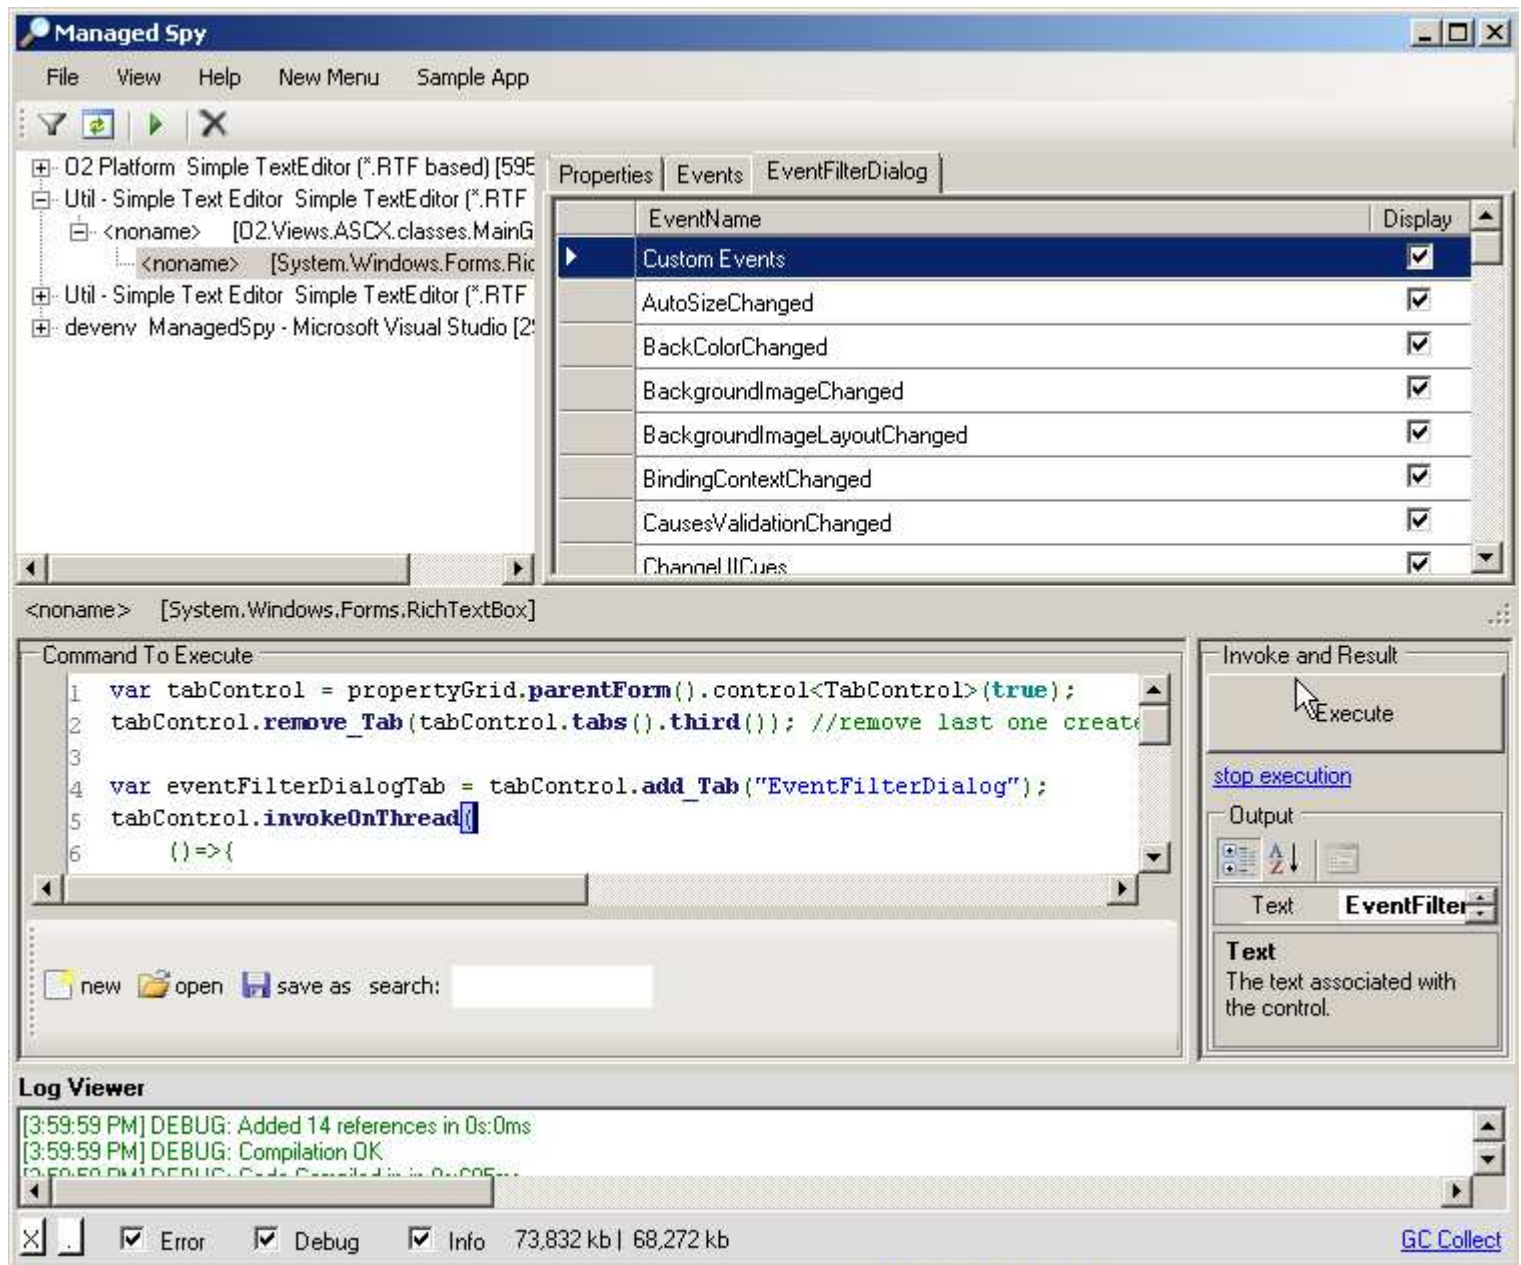 Managed Spy
File View Help New Menu Sample App
O2 Platform Simple TextEditor (*.RTF based) [595
Util - Simple Text Editor Simple TextEditor (*.RTF
<noname> [O2.Views.ASCX.classes.MainG
<noname> [System.Windows.Forms.Ric
Util - Simple Text Editor Simple TextEditor (*.RTF
devenv ManagedSpy - Microsoft Visual Studio [2
Properties Events EventFilterDialog
EventName Display
Custom Events
AutoSizeChanged
BackColorChanged
BackgroundImageChanged
BackgroundImageLayoutChanged
BindingContextChanged
CausesValidationChanged
ChangeUICues
<noname> [System.Windows.Forms.RichTextBox]
Command To Execute
1 var tabControl = propertyGrid.parentForm().control<TabControl>(true);
2 tabControl.remove_Tab(tabControl.tabs().third()); //remove last one create
3
4 var eventFilterDialogTab = tabControl.add_Tab("EventFilterDialog");
5 tabControl.invokeOnThread(
6 ()=>{
new open save as search:
Invoke and Result
Execute
stop execution
Output
Text EventFilter
Text
The text associated with
the control.
Log Viewer
[3:59:59 PM] DEBUG: Added 14 references in 0s:0ms
[3:59:59 PM] DEBUG: Compilation OK
X . Error Debug Info 73,832 kb | 68,272 kb GC Collect